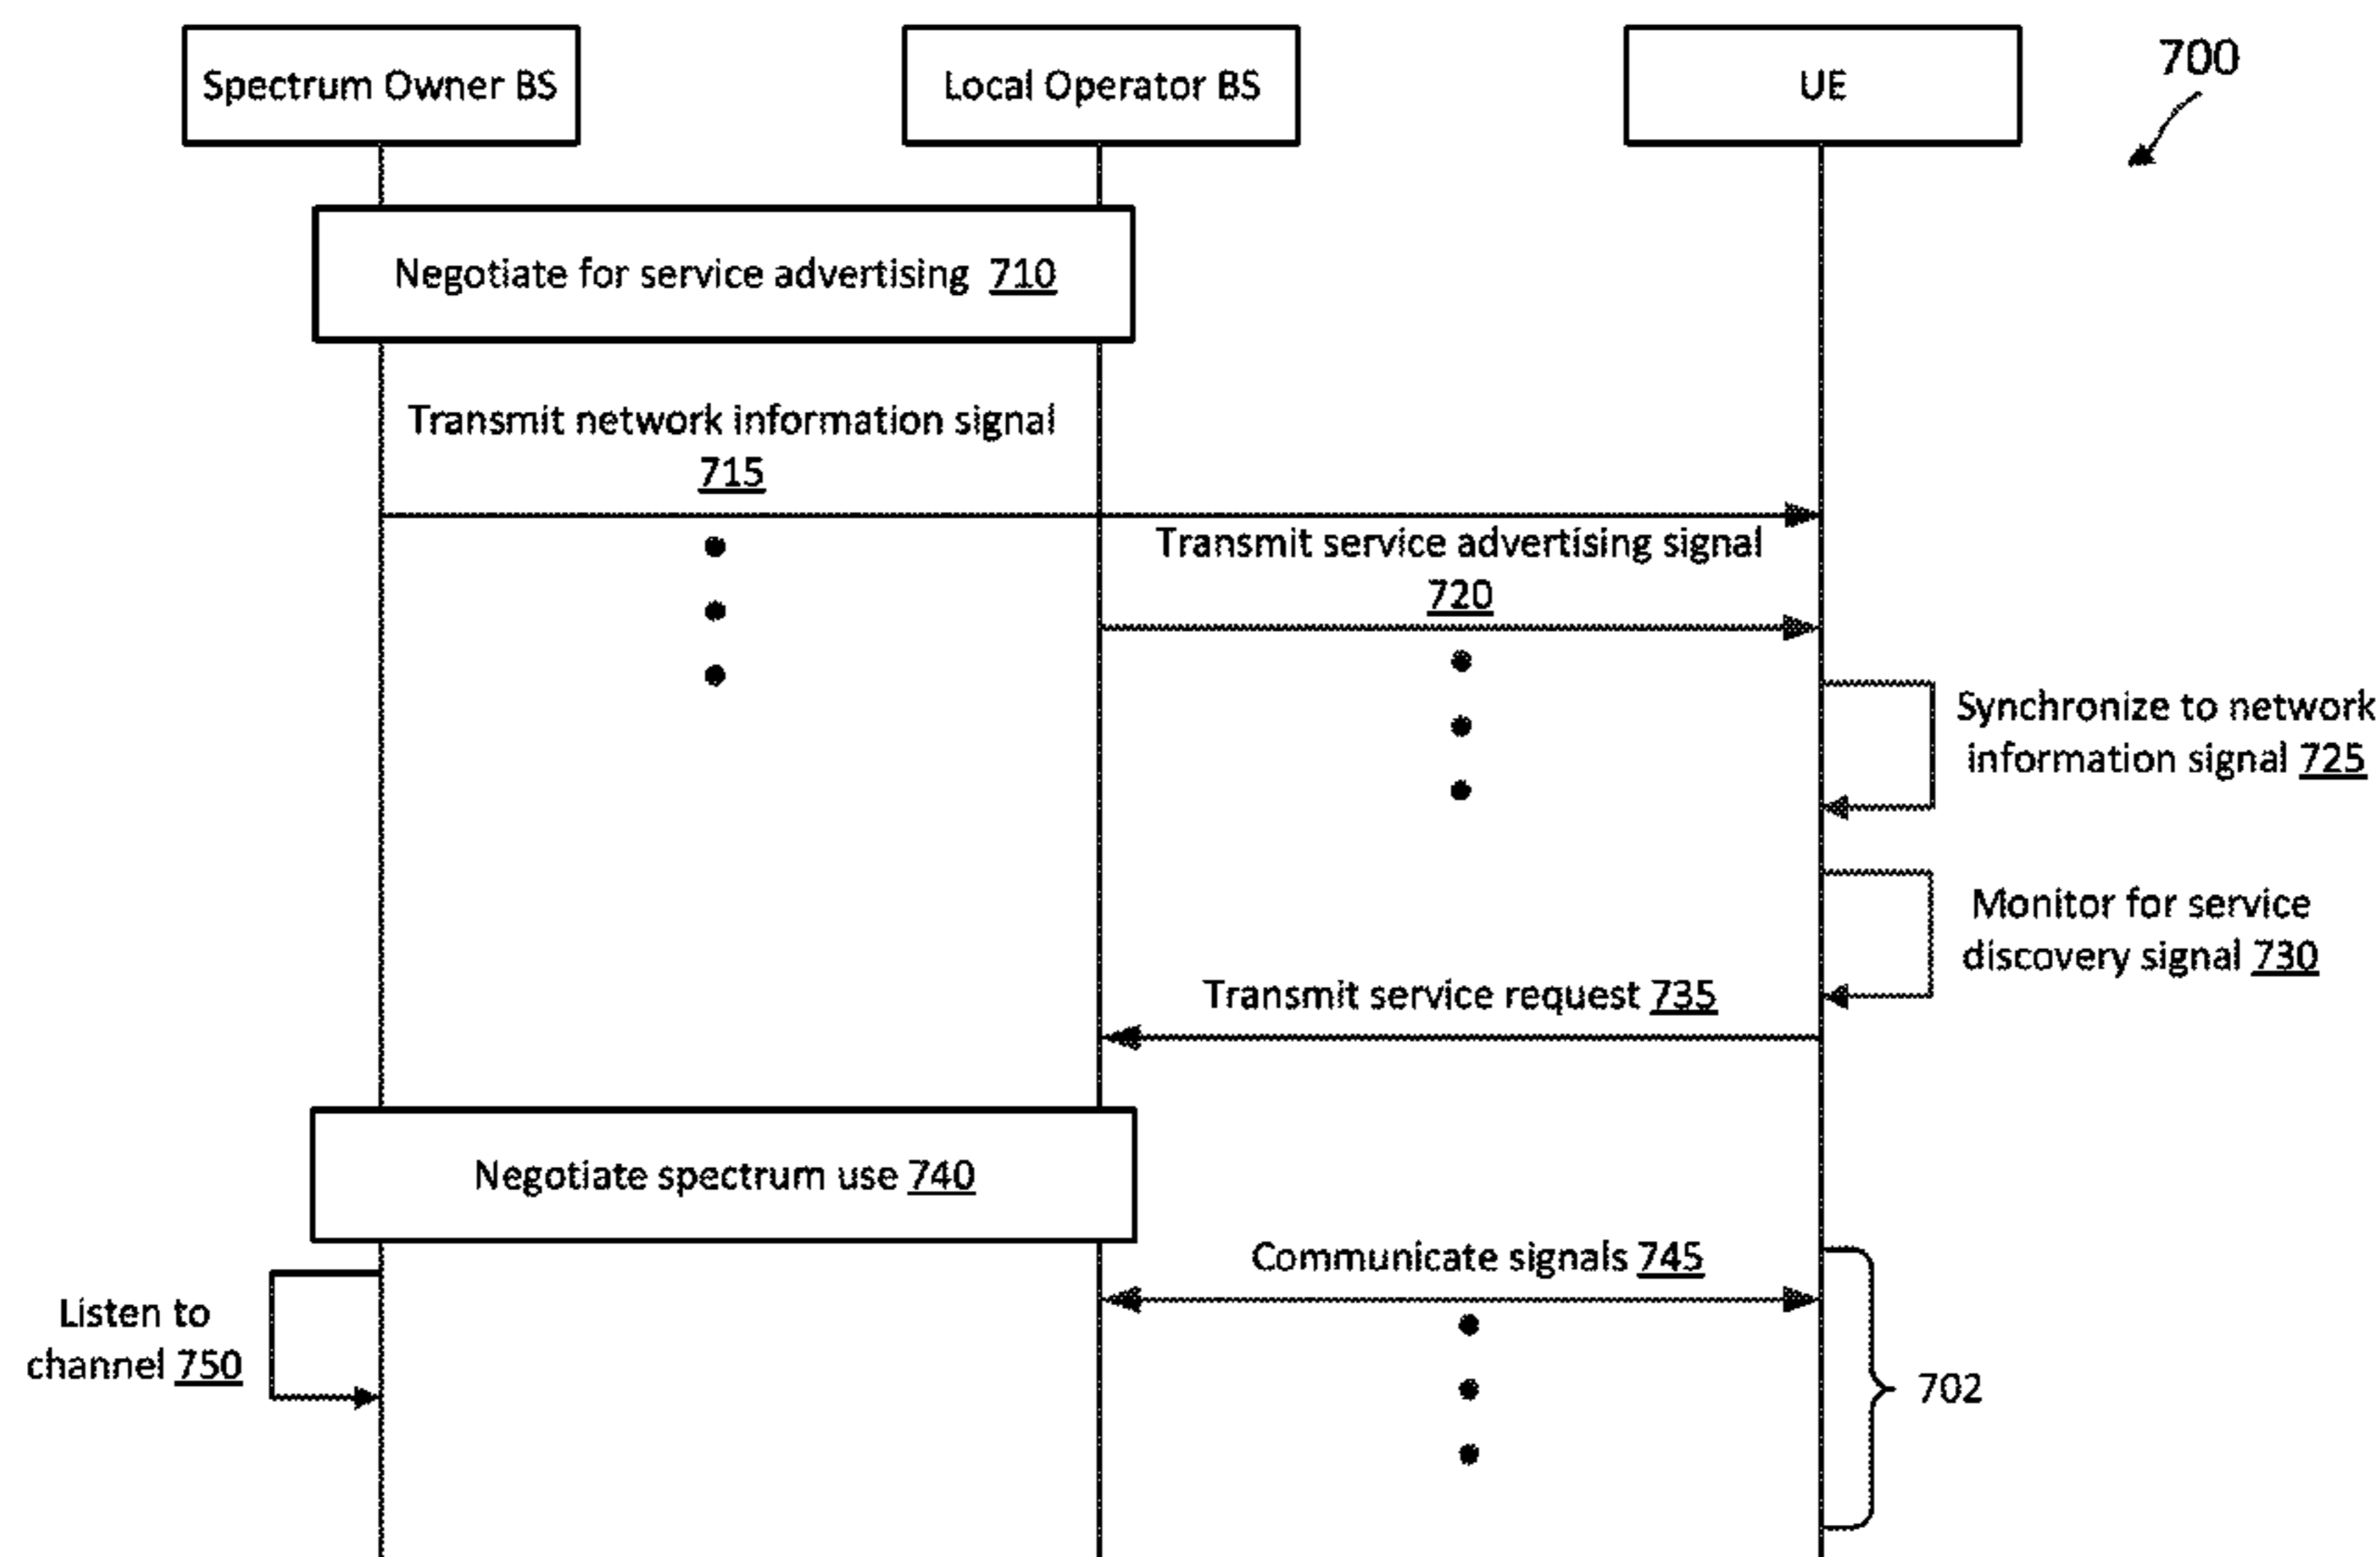 Spectrum Owner BS
Local Operator BS
UE
700
Negotiate for service advertising 710
Transmit network information signal
715
Transmit service advertising signal
720
Synchronize to network
information signal 725
Monitor for service
discovery signal 730
Transmit service request 735
Negotiate spectrum use 740
Communicate signals 745
Listen to
channel 750
702